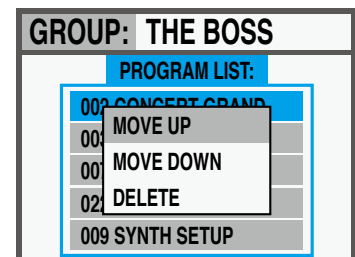 GROUP: THE BOSS
PROGRAM LIST:
002 CONCERT GRAND
MOVE UP
MOVE DOWN
DELETE
009 SYNTH SETUP